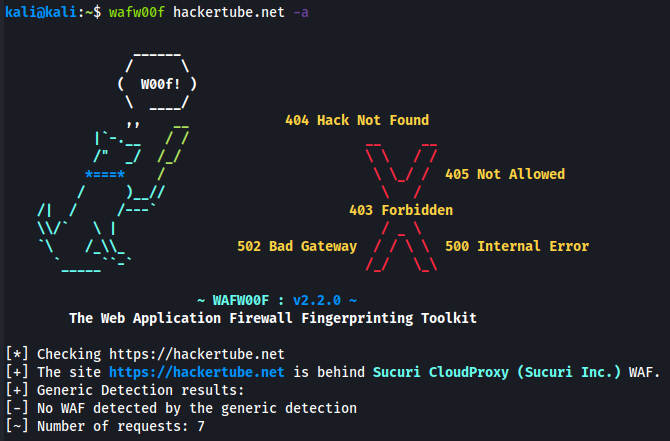 kali@kali:~$ wafw00f hackertube.net -a
W00f!
404 Hack Not Found
405 Not Allowed
403 Forbidden
502 Bad Gateway
500 Internal Error
~ WAFW00F : v2.2.0 ~
The Web Application Firewall Fingerprinting Toolkit
[*] Checking https://hackertube.net
[+] The site https://hackertube.net is behind Sucuri CloudProxy (Sucuri Inc.) WAF.
[+] Generic Detection results:
[-] No WAF detected by the generic detection
[~] Number of requests: 7